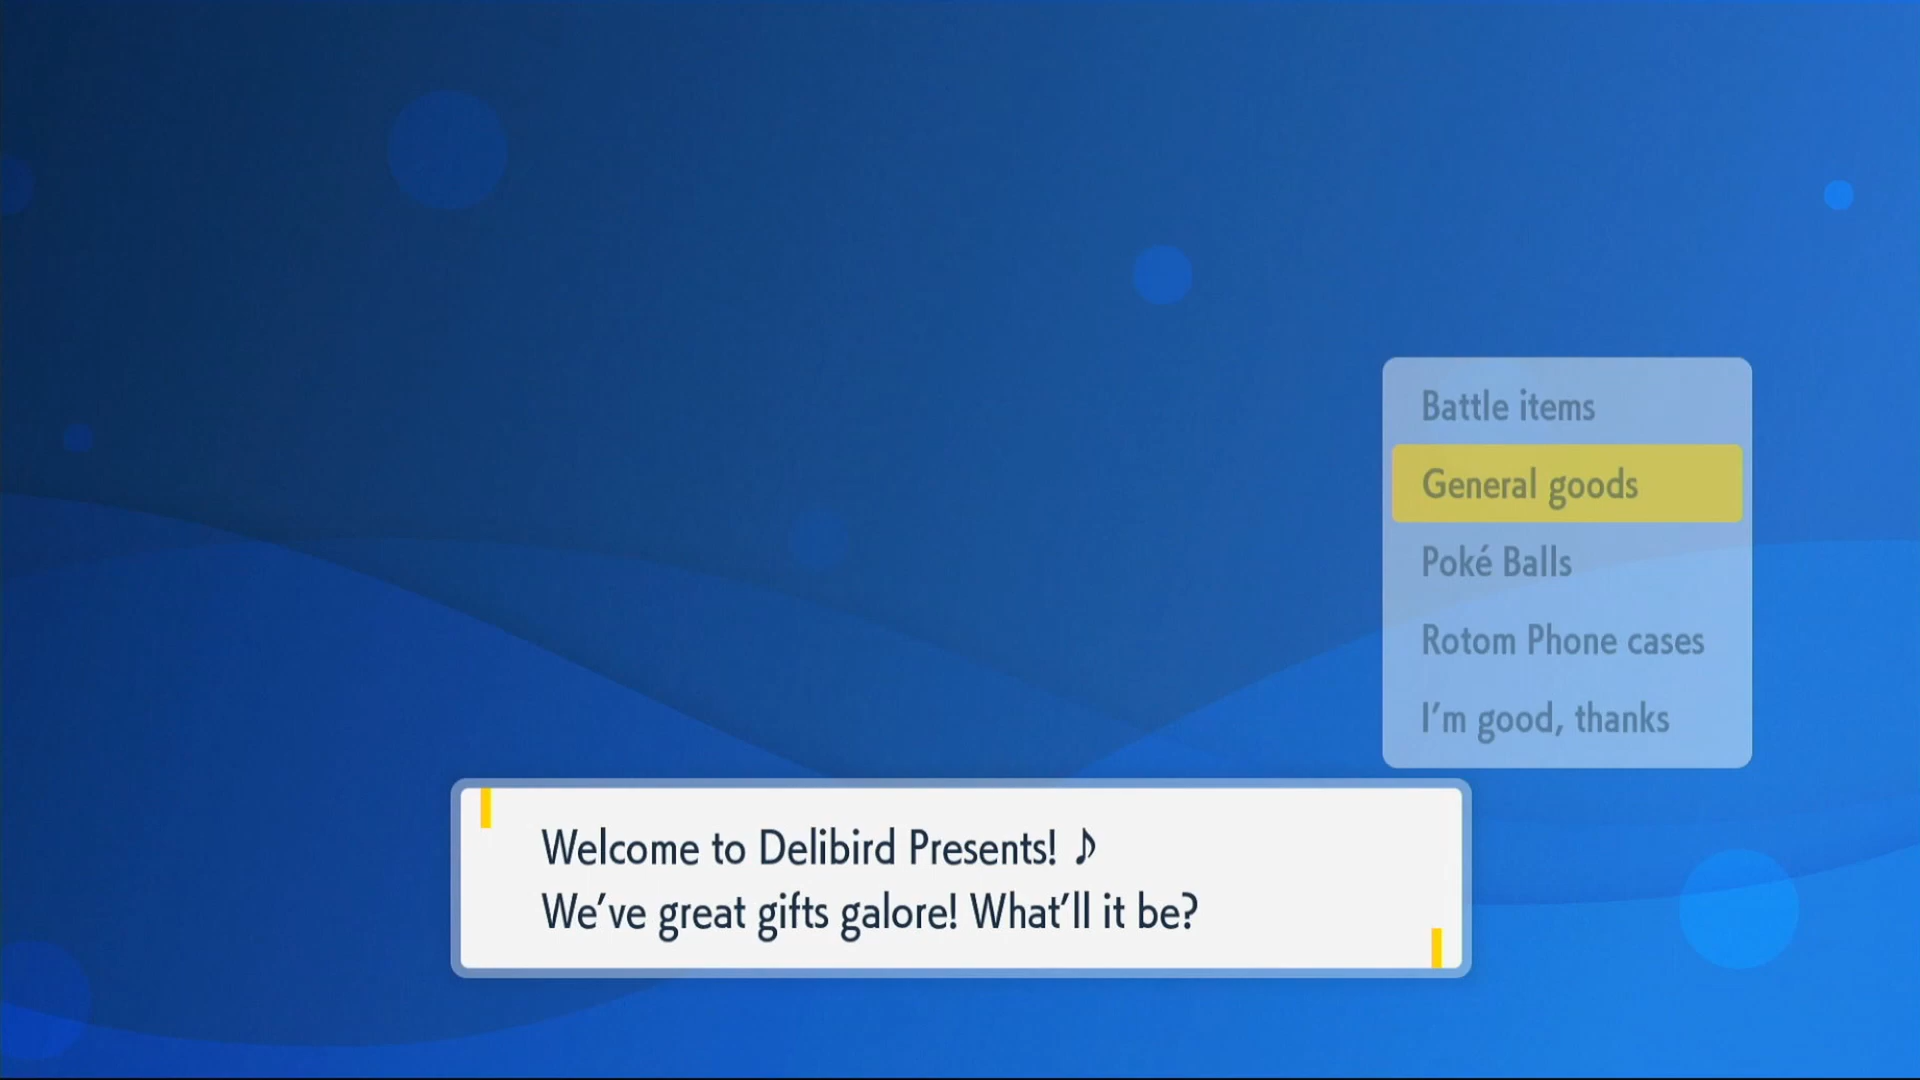 Battle items
General goods
Poké Balls
Rotom Phone cases
I'm good, thanks
Welcome to Delibird Presents! ♪
We've great gifts galore! What'll it be?